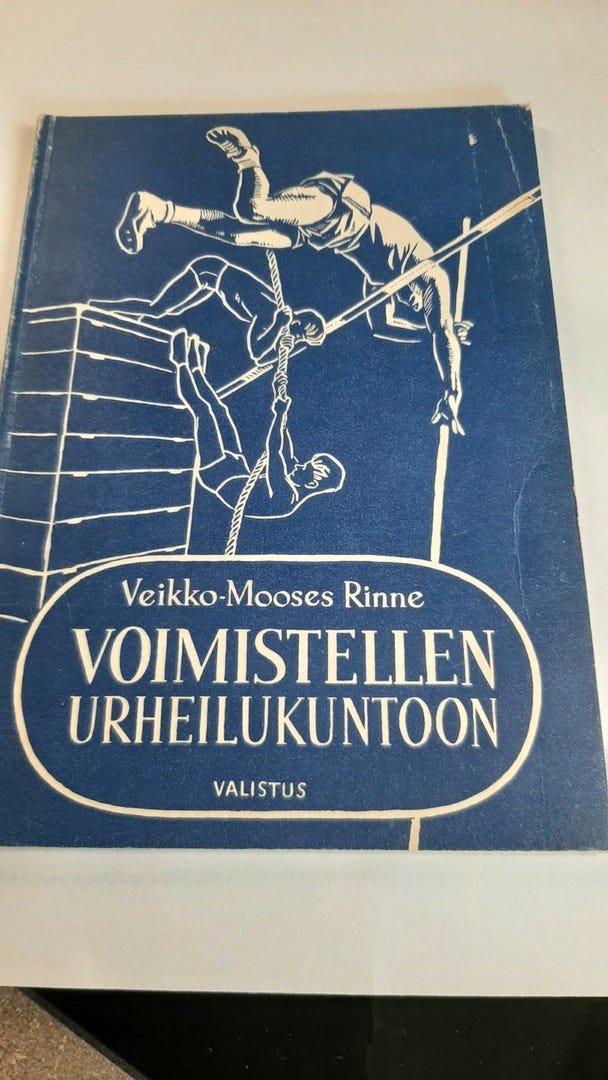 Veikko-Mooses Rinne
VOIMISTELLEN
URHEILUKUNTOON
VALISTUS